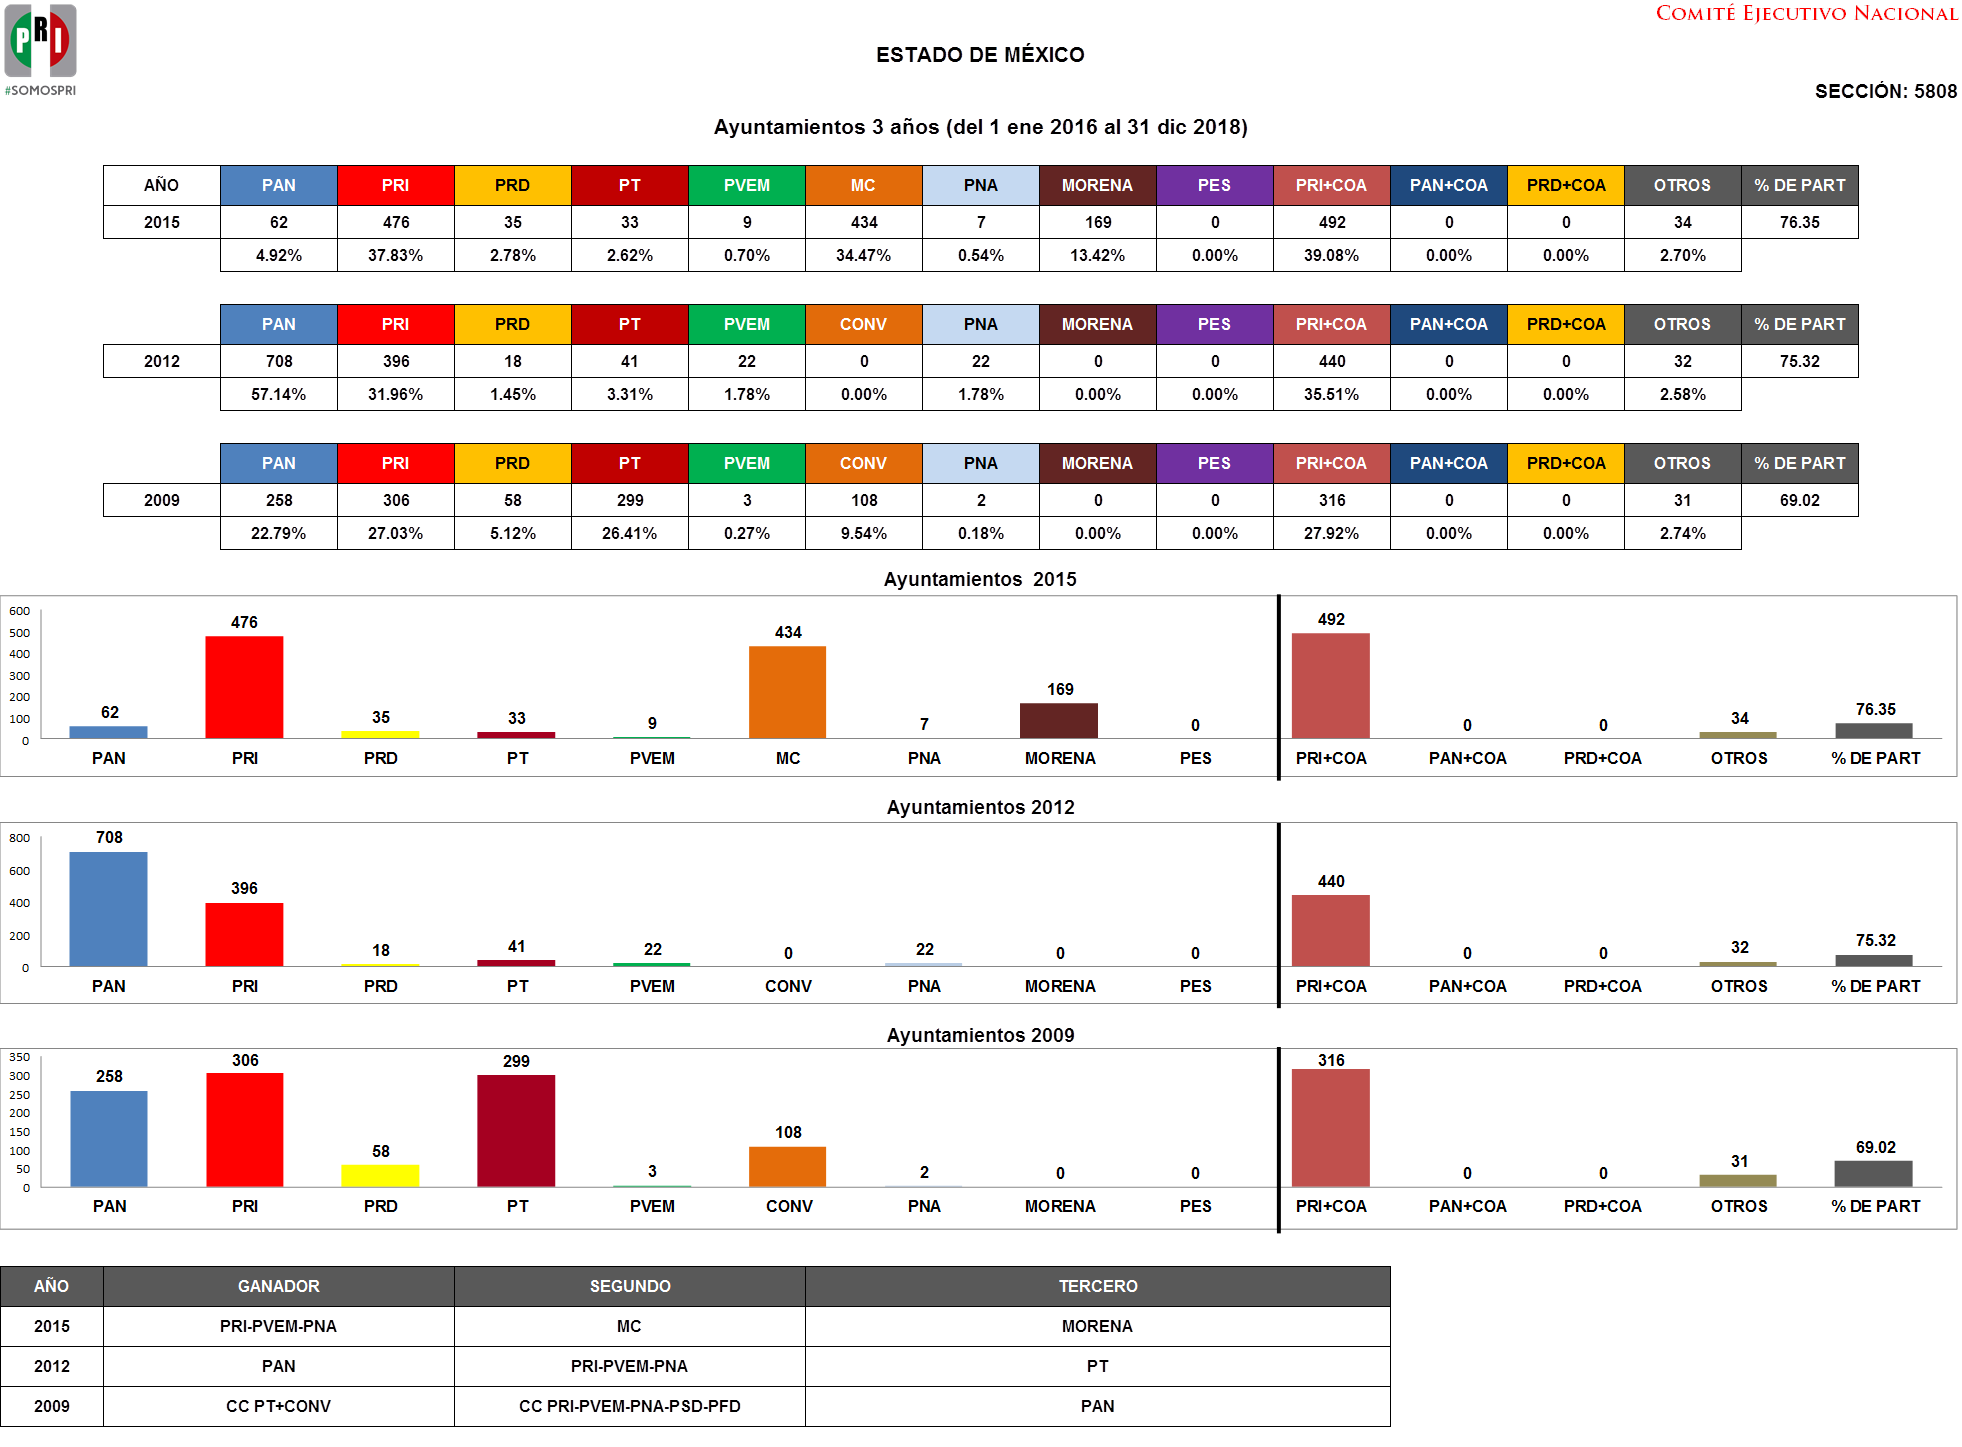 COMITÉ EJECUTIVO NACIONAL
PRI
#SOMOSPRI
ESTADO DE MÉXICO
SECCIÓN: 5808
Ayuntamientos 3 años (del 1 ene 2016 al 31 dic 2018)
AÑO PAN PRI PRD PT PVEM MC PNA MORENA PES PRI+COA PAN+COA PRD+COA OTROS % DE PART
2015 62 476 35 33 9 434 7 169 0 492 0 0 34 76.35
4.92% 37.83% 2.78% 2.62% 0.70% 34.47% 0.54% 13.42% 0.00% 39.08% 0.00% 0.00% 2.70%
PAN PRI PRD PT PVEM CONV PNA MORENA PES PRI+COA PAN+COA PRD+COA OTROS % DE PART
2012 708 396 18 41 22 0 22 0 0 440 0 0 32 75.32
57.14% 31.96% 1.45% 3.31% 1.78% 0.00% 1.78% 0.00% 0.00% 35.51% 0.00% 0.00% 2.58%
PAN PRI PRD PT PVEM CONV PNA MORENA PES PRI+COA PAN+COA PRD+COA OTROS % DE PART
2009 258 306 58 299 3 108 2 0 0 316 0 0 31 69.02
22.79% 27.03% 5.12% 26.41% 0.27% 9.54% 0.18% 0.00% 0.00% 27.92% 0.00% 0.00% 2.74%
Ayuntamientos 2015
600
500
400
300
200
100
0
62 476 35 33 9 434 7 169 0 492 0 0 34 76.35
PAN PRI PRD PT PVEM MC PNA MORENA PES PRI+COA PAN+COA PRD+COA OTROS % DE PART
Ayuntamientos 2012
800
600
400
200
0
708 396 18 41 22 0 22 0 0 440 0 0 32 75.32
PAN PRI PRD PT PVEM CONV PNA MORENA PES PRI+COA PAN+COA PRD+COA OTROS % DE PART
Ayuntamientos 2009
350
300
250
200
150
100
50
0
258 306 58 299 3 108 2 0 0 316 0 0 31 69.02
PAN PRI PRD PT PVEM CONV PNA MORENA PES PRI+COA PAN+COA PRD+COA OTROS % DE PART
AÑO GANADOR SEGUNDO TERCERO
2015 PRI-PVEM-PNA MC MORENA
2012 PAN PRI-PVEM-PNA PT
2009 CC PT+CONV CC PRI-PVEM-PNA-PSD-PFD PAN